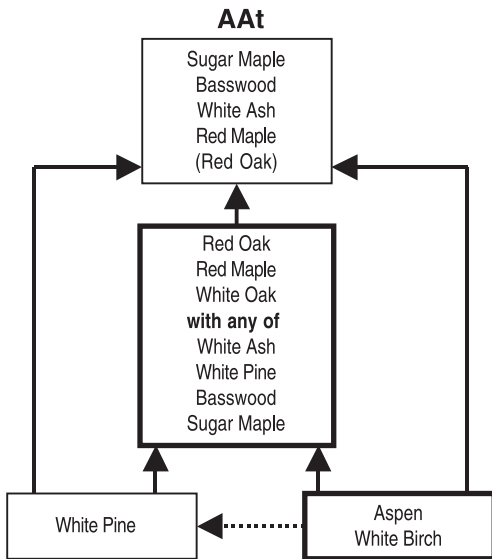 AAt
Sugar Maple
Basswood
White Ash
Red Maple
(Red Oak)
Red Oak
Red Maple
White Oak
with any of
White Ash
White Pine
Basswood
Sugar Maple
White Pine
Aspen
White Birch